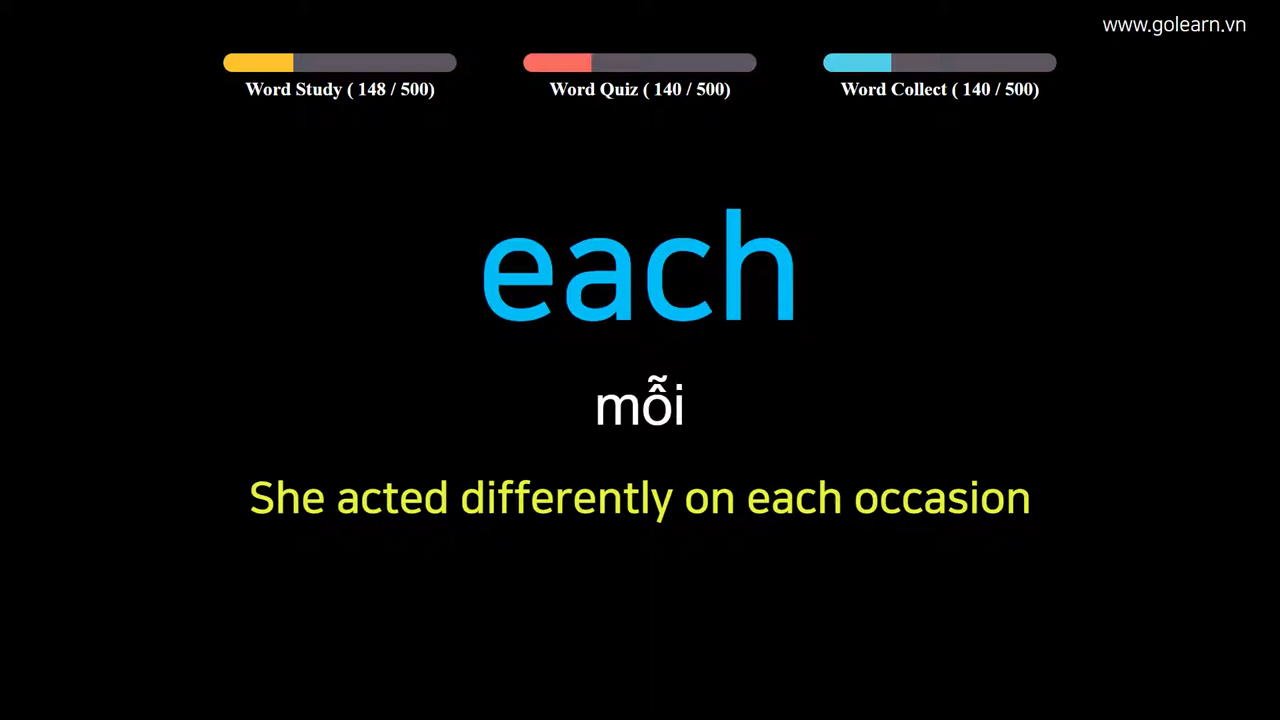 www.golearn.vn
Word Study ( 148 / 500) Word Quiz ( 140 / 500) Word Collect ( 140 / 500)
each
mỗi
She acted differently on each occasion